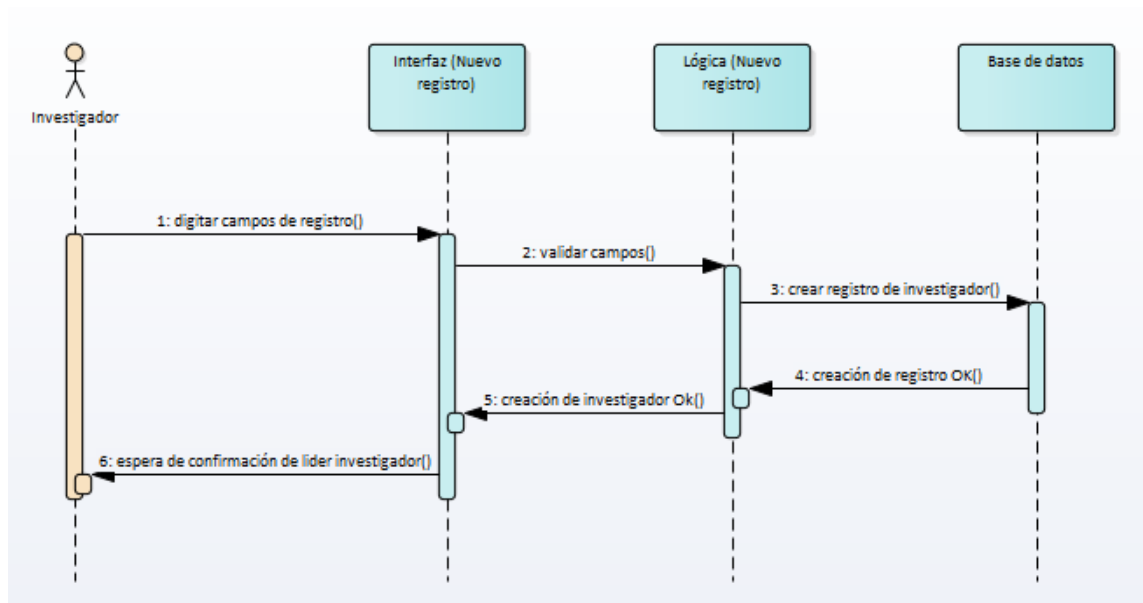 Interfaz (Nuevo
registro)
Lógica (Nuevo
registro)
Base de datos
Investigador
1: digitar campos de registro()
2: validar campos()
3: crear registro de investigador()
4: creación de registro OK()
5: creación de investigador Ok()
6: espera de confirmación de lider investigador()